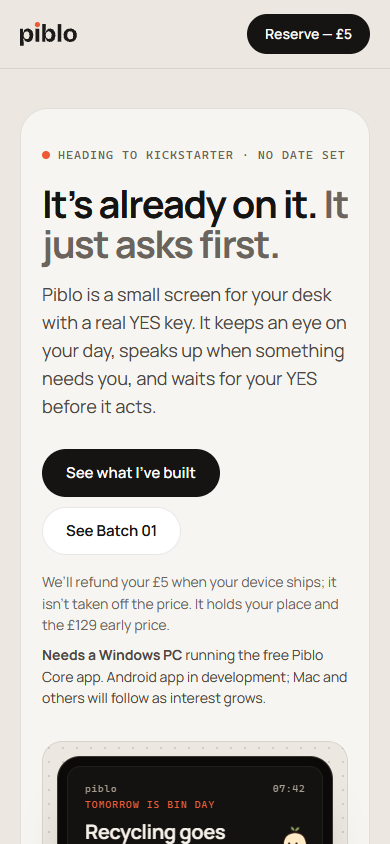 piblo
Reserve — £5
HEADING TO KICKSTARTER · NO DATE SET
It's already on it. It
just asks first.
Piblo is a small screen for your desk
with a real YES key. It keeps an eye on
your day, speaks up when something
needs you, and waits for your YES
before it acts.
See what I've built
See Batch 01
We'll refund your £5 when your device ships; it
isn't taken off the price. It holds your place and
the £129 early price.
Needs a Windows PC running the free Piblo
Core app. Android app in development; Mac and
others will follow as interest grows.
piblo
07:42
TOMORROW IS BIN DAY
Recycling goes